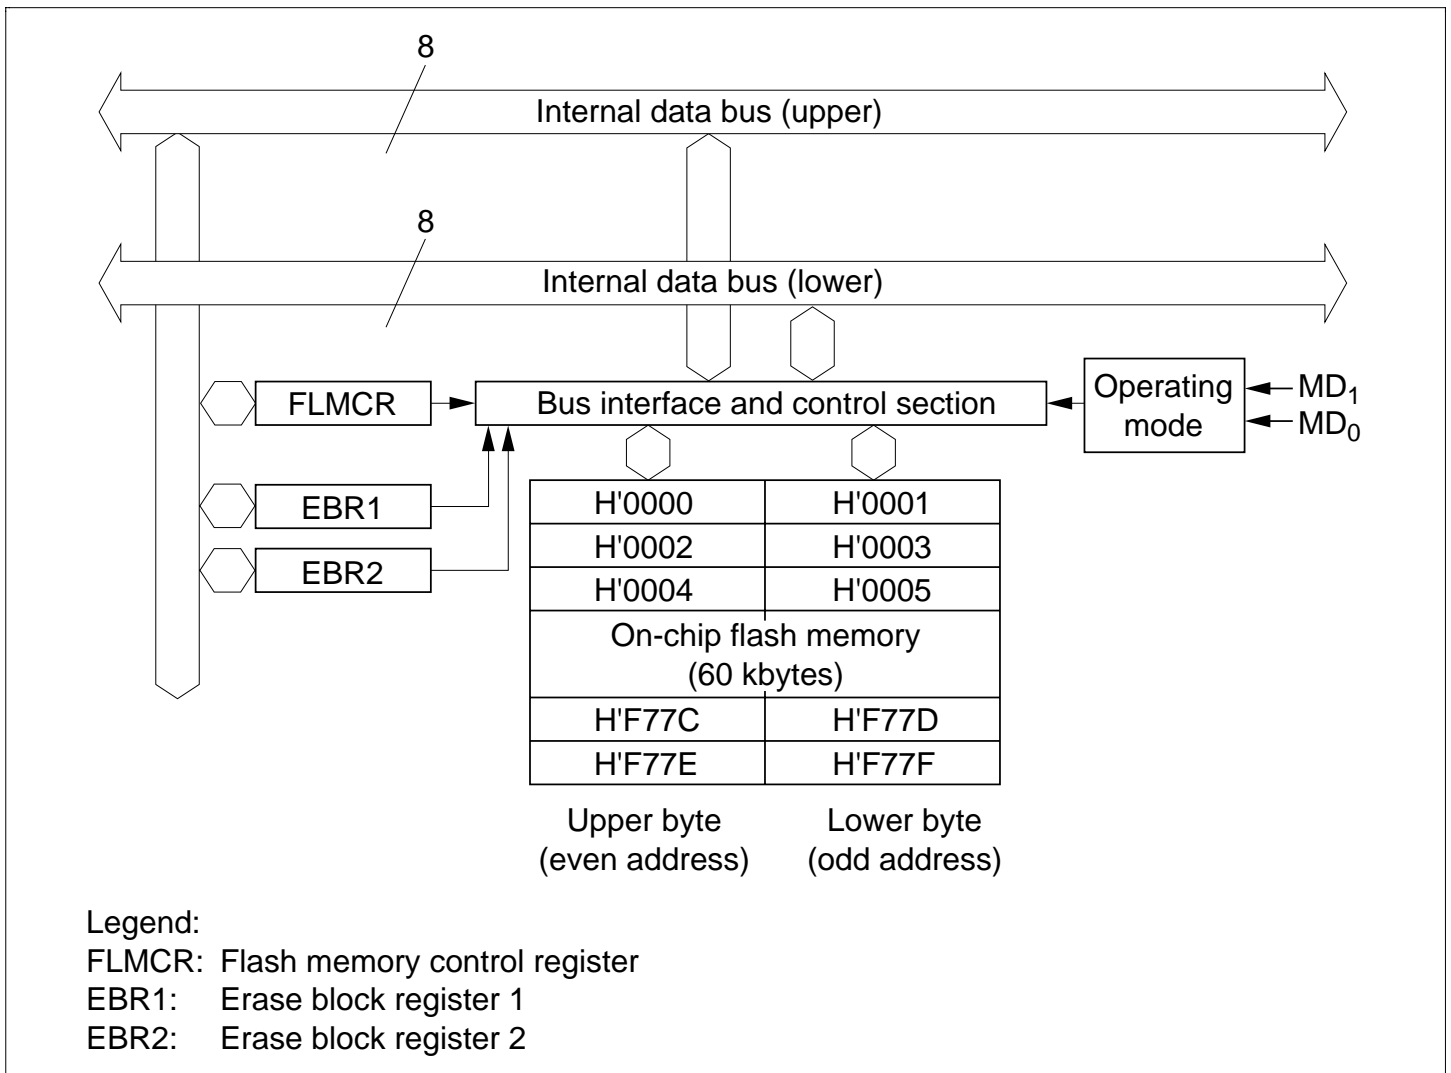 8
Internal data bus (upper)
8
Internal data bus (lower)
FLMCR
Bus interface and control section
Operating
mode
MD1
MD0
EBR1
EBR2
H'0000 H'0001
H'0002 H'0003
H'0004 H'0005
On-chip flash memory
(60 kbytes)
H'F77C H'F77D
H'F77E H'F77F
Upper byte
(even address)
Lower byte
(odd address)
Legend:
FLMCR: Flash memory control register
EBR1: Erase block register 1
EBR2: Erase block register 2